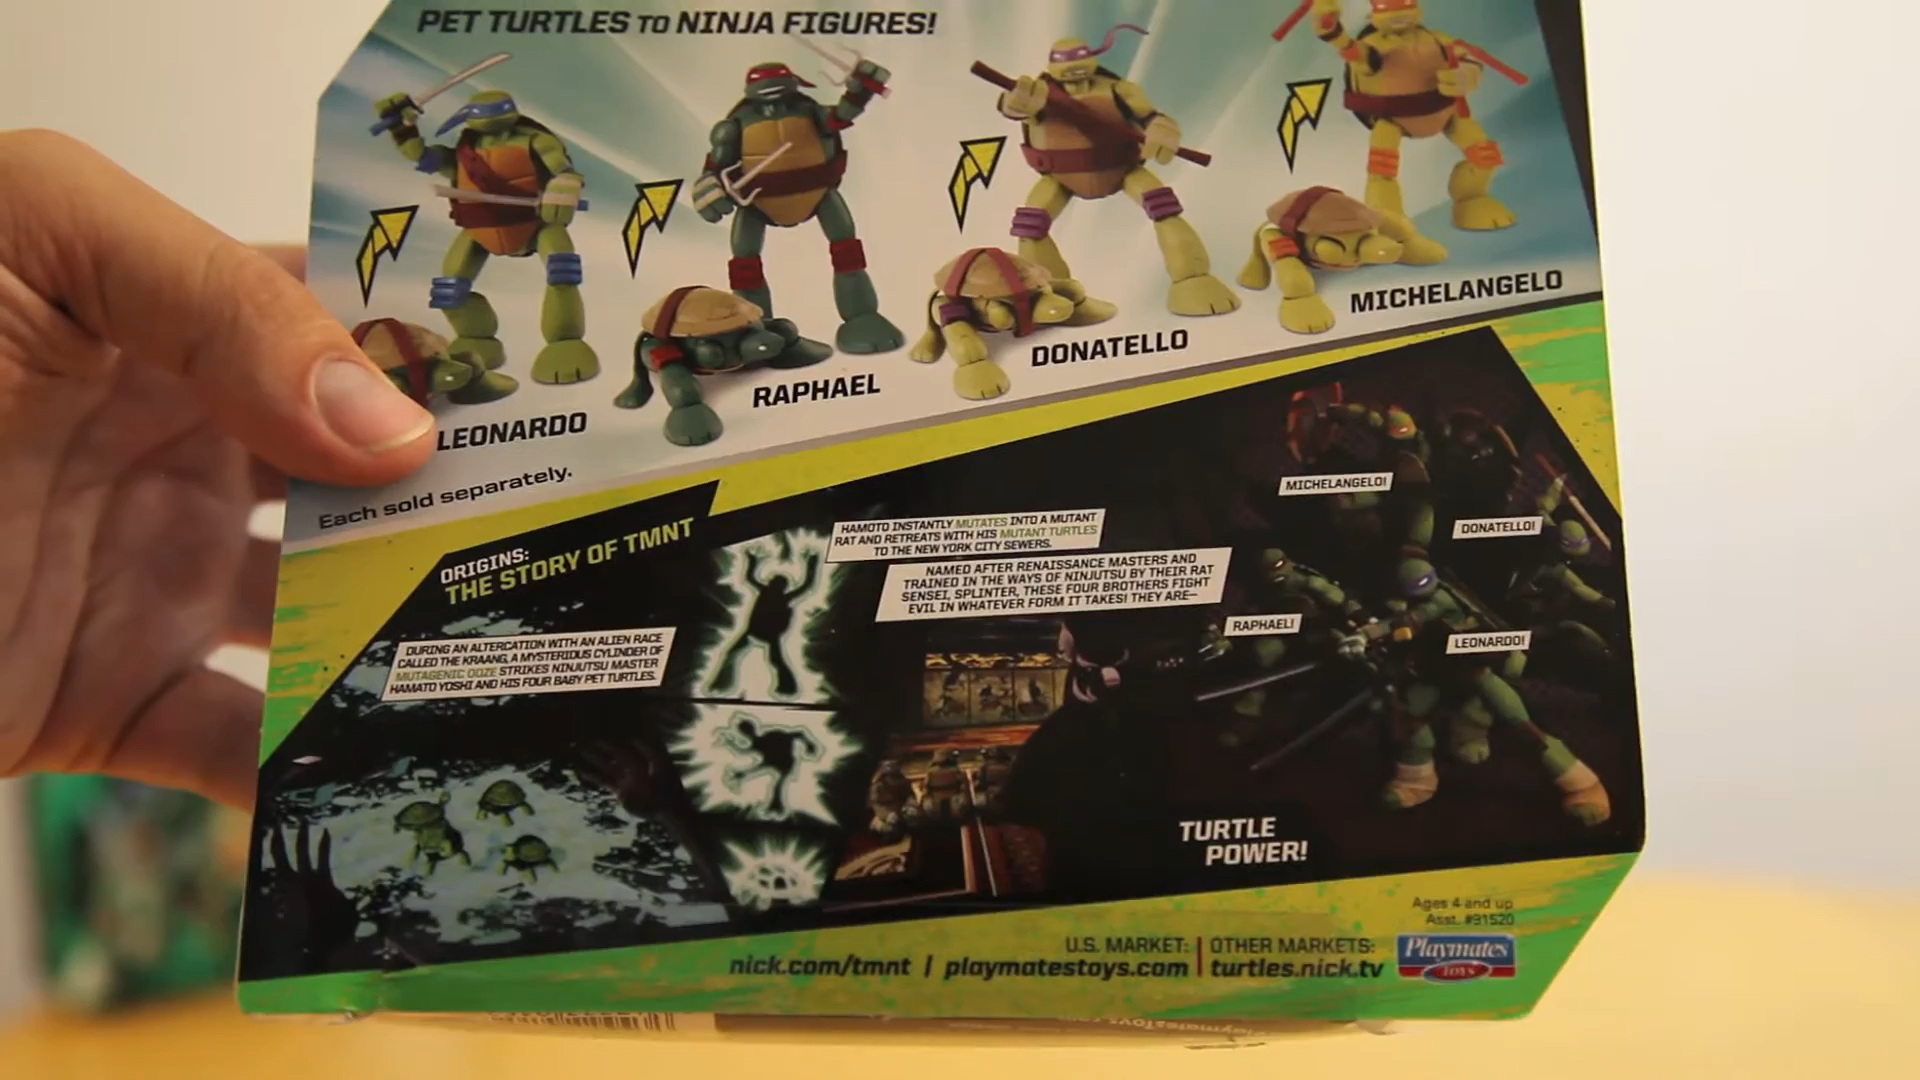 PET TURTLES TO NINJA FIGURES!
LEONARDO
RAPHAEL
DONATELLO
MICHELANGELO
Each sold separately.
ORIGINS:
THE STORY OF TMNT
DURING AN ALTERCATION WITH AN ALIEN RACE
CALLED THE KRAANG, A MYSTERIOUS CYLINDER OF
MUTAGENIC OOZE STRIKES NINJUTSU MASTER
HAMATO YOSHI AND HIS FOUR BABY PET TURTLES.
HAMOTO INSTANTLY MUTATES INTO A MUTANT
RAT AND RETREATS WITH HIS MUTANT TURTLES
TO THE NEW YORK CITY SEWERS.
NAMED AFTER RENAISSANCE MASTERS AND
TRAINED IN THE WAYS OF NINJUTSU BY THEIR RAT
SENSEI, SPLINTER, THESE FOUR BROTHERS FIGHT
EVIL IN WHATEVER FORM IT TAKES! THEY ARE—
MICHELANGELO!
DONATELLO!
RAPHAEL!
LEONARDO!
TURTLE
POWER!
Ages 4 and up
Asst. #91520
U.S. MARKET: | OTHER MARKETS:
nick.com/tmnt | playmatestoys.com | turtles.nick.tv
Playmates
TOYS